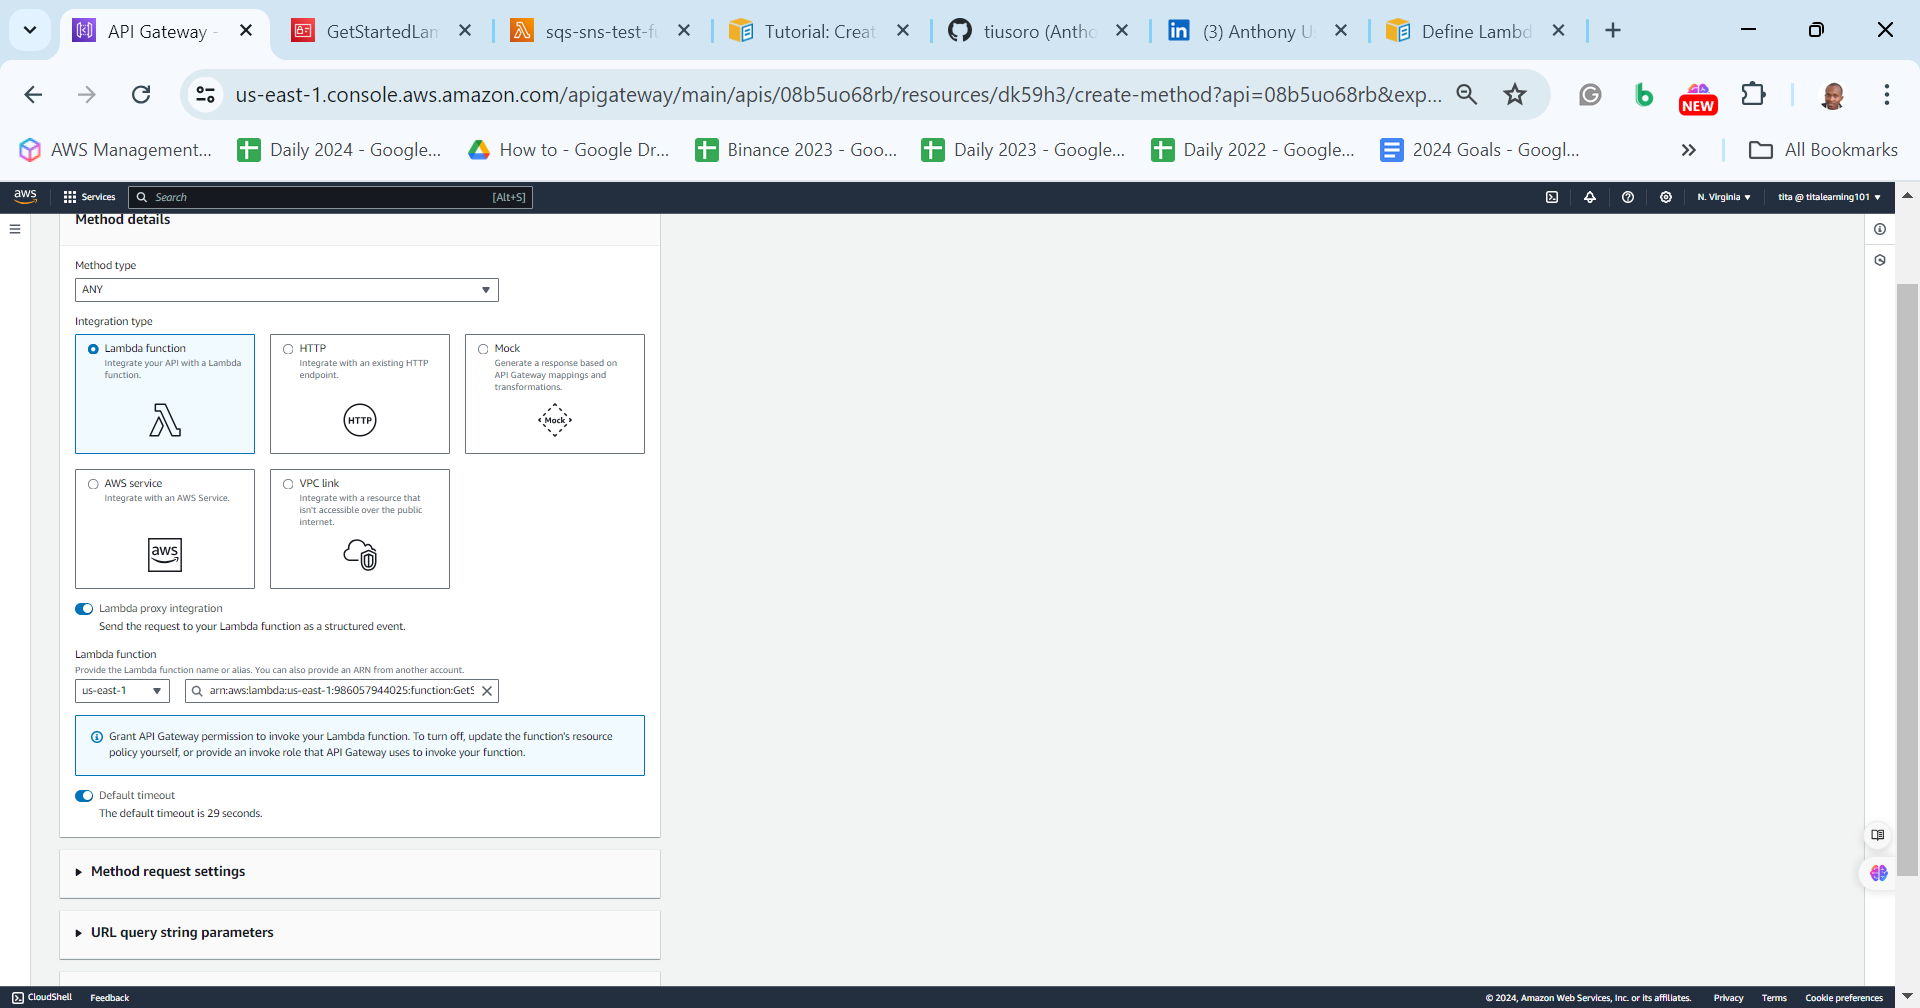 API Gateway -
GetStartedLam
sqs-sns-test-fu
Tutorial: Creat
tiusoro (Antho
(3) Anthony U
Define Lambd
us-east-1.console.aws.amazon.com/apigateway/main/apis/08b5uo68rb/resources/dk59h3/create-method?api=08b5uo68rb&exp...
NEW
AWS Management...
Daily 2024 - Google...
How to - Google Dr...
Binance 2023 - Goo...
Daily 2023 - Google...
Daily 2022 - Google...
2024 Goals - Googl...
All Bookmarks
aws
Services
Search
[Alt+S]
N. Virginia
tita @ titalearning101
Method details
Method type
ANY
Integration type
Lambda function
Integrate your API with a Lambda
function.
HTTP
Integrate with an existing HTTP
endpoint.
HTTP
Mock
Generate a response based on
API Gateway mappings and
transformations.
Mock
AWS service
Integrate with an AWS Service.
aws
VPC link
Integrate with a resource that
isn't accessible over the public
internet.
Lambda proxy integration
Send the request to your Lambda function as a structured event.
Lambda function
Provide the Lambda function name or alias. You can also provide an ARN from another account.
us-east-1
arn:aws:lambda:us-east-1:986057944025:function:GetS
Grant API Gateway permission to invoke your Lambda function. To turn off, update the function's resource
policy yourself, or provide an invoke role that API Gateway uses to invoke your function.
Default timeout
The default timeout is 29 seconds.
Method request settings
URL query string parameters
CloudShell
Feedback
© 2024, Amazon Web Services, Inc. or its affiliates.
Privacy
Terms
Cookie preferences